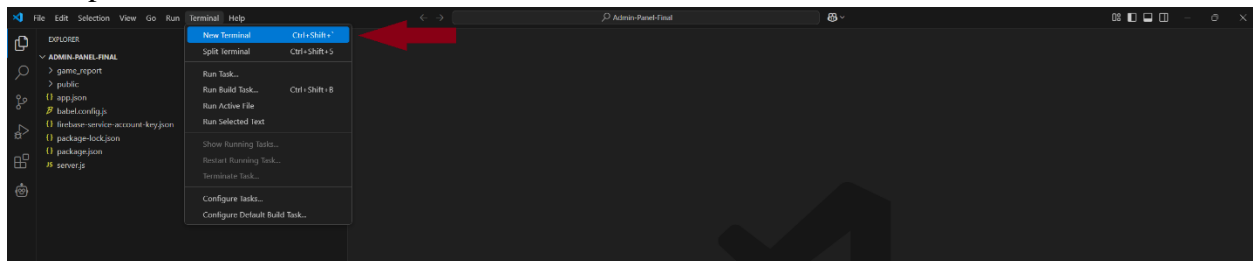 File Edit Selection View Go Run Terminal Help
Admin-Panel-Final
EXPLORER
ADMIN-PANEL-FINAL
game_report
public
{} app.json
babel.config.js
{} firebase-service-account-key.json
{} package-lock.json
{} package.json
JS server.js
New Terminal Ctrl+Shift+`
Split Terminal Ctrl+Shift+5
Run Task...
Run Build Task... Ctrl+Shift+B
Run Active File
Run Selected Text
Show Running Tasks...
Restart Running Task...
Terminate Task...
Configure Tasks...
Configure Default Build Task...